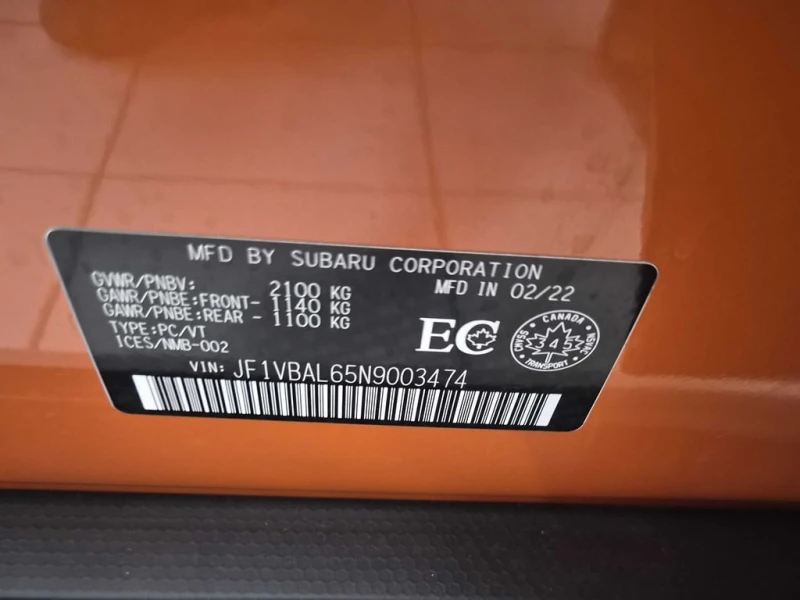 MFD BY SUBARU CORPORATION
GVWR/PNBV: 2100 KG
MFD IN 02/22
GAWR/PNBE:FRONT- 1140 KG
GAWR/PNBE:REAR - 1100 KG
TYPE:PC/VT
ICES/NMB-002
EC
CANADA
345
TRANSPORT
VIN: JF1VBAL65N9003474